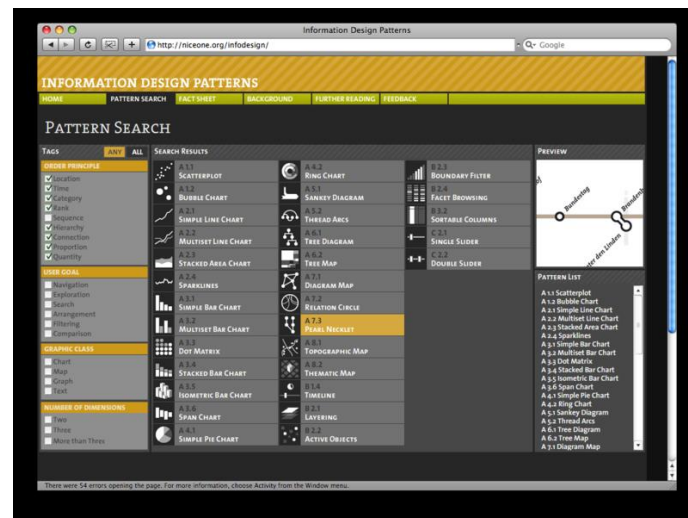 Information Design Patterns
http://niceone.org/infodesign/
Google
INFORMATION DESIGN PATTERNS
HOME PATTERN SEARCH FACT SHEET BACKGROUND FURTHER READING FEEDBACK
PATTERN SEARCH
TAGS ANY ALL
ORDER PRINCIPLE
Location
Time
Category
Rank
Sequence
Hierarchy
Connection
Proportion
Quantity
USER GOAL
Navigation
Exploration
Search
Arrangement
Filtering
Comparison
GRAPHIC CLASS
Chart
Map
Graph
Text
NUMBER OF DIMENSIONS
Two
Three
More than Three
SEARCH RESULTS
A 1.1
SCATTERPLOT
A 1.2
BUBBLE CHART
A 2.1
SIMPLE LINE CHART
A 2.2
MULTISET LINE CHART
A 2.3
STACKED AREA CHART
A 2.4
SPARKLINES
A 3.1
SIMPLE BAR CHART
A 3.2
MULTISET BAR CHART
A 3.3
DOT MATRIX
A 3.4
STACKED BAR CHART
A 3.5
ISOMETRIC BAR CHART
A 3.6
SPAN CHART
A 4.1
SIMPLE PIE CHART
A 4.2
RING CHART
A 5.1
SANKEY DIAGRAM
A 5.2
THREAD ARCS
A 6.1
TREE DIAGRAM
A 6.2
TREE MAP
A 7.1
DIAGRAM MAP
A 7.2
RELATION CIRCLE
A 7.3
PEARL NECKLET
A 8.1
TOPOGRAPHIC MAP
A 8.2
THEMATIC MAP
B 1.4
TIMELINE
B 2.1
LAYERING
B 2.2
ACTIVE OBJECTS
B 2.3
BOUNDARY FILTER
B 2.4
FACET BROWSING
B 3.2
SORTABLE COLUMNS
C 2.1
SINGLE SLIDER
C 2.2
DOUBLE SLIDER
PREVIEW
Bundestag
Brandenb
ter den Linden
PATTERN LIST
A 1.1 Scatterplot
A 1.2 Bubble Chart
A 2.1 Simple Line Chart
A 2.2 Multiset Line Chart
A 2.3 Stacked Area Chart
A 2.4 Sparklines
A 3.1 Simple Bar Chart
A 3.2 Multiset Bar Chart
A 3.3 Dot Matrix
A 3.4 Stacked Bar Chart
A 3.5 Isometric Bar Chart
A 3.6 Span Chart
A 4.1 Simple Pie Chart
A 4.2 Ring Chart
A 5.1 Sankey Diagram
A 5.2 Thread Arcs
A 6.1 Tree Diagram
A 6.2 Tree Map
A 7.1 Diagram Map
There were 54 errors opening the page. For more information, choose Activity from the Window menu.